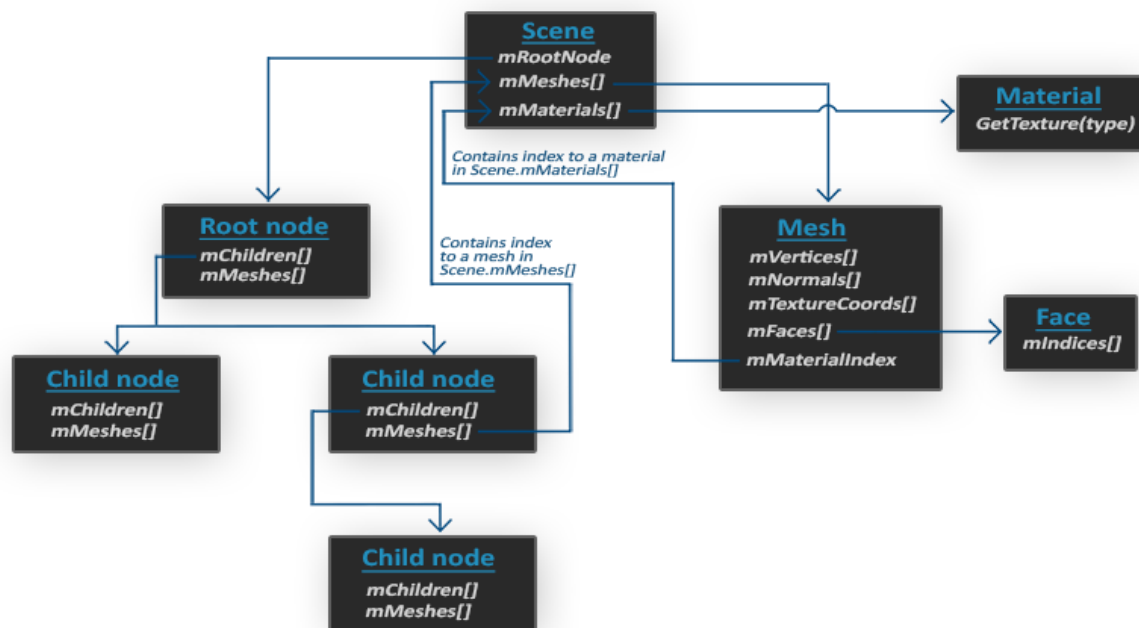 Scene
mRootNode
mMeshes[]
mMaterials[]
Material
GetTexture(type)
Contains index to a material
in Scene.mMaterials[]
Root node
mChildren[]
mMeshes[]
Contains index
to a mesh in
Scene.mMeshes[]
Mesh
mVertices[]
mNormals[]
mTextureCoords[]
mFaces[]
mMaterialIndex
Face
mIndices[]
Child node
mChildren[]
mMeshes[]
Child node
mChildren[]
mMeshes[]
Child node
mChildren[]
mMeshes[]